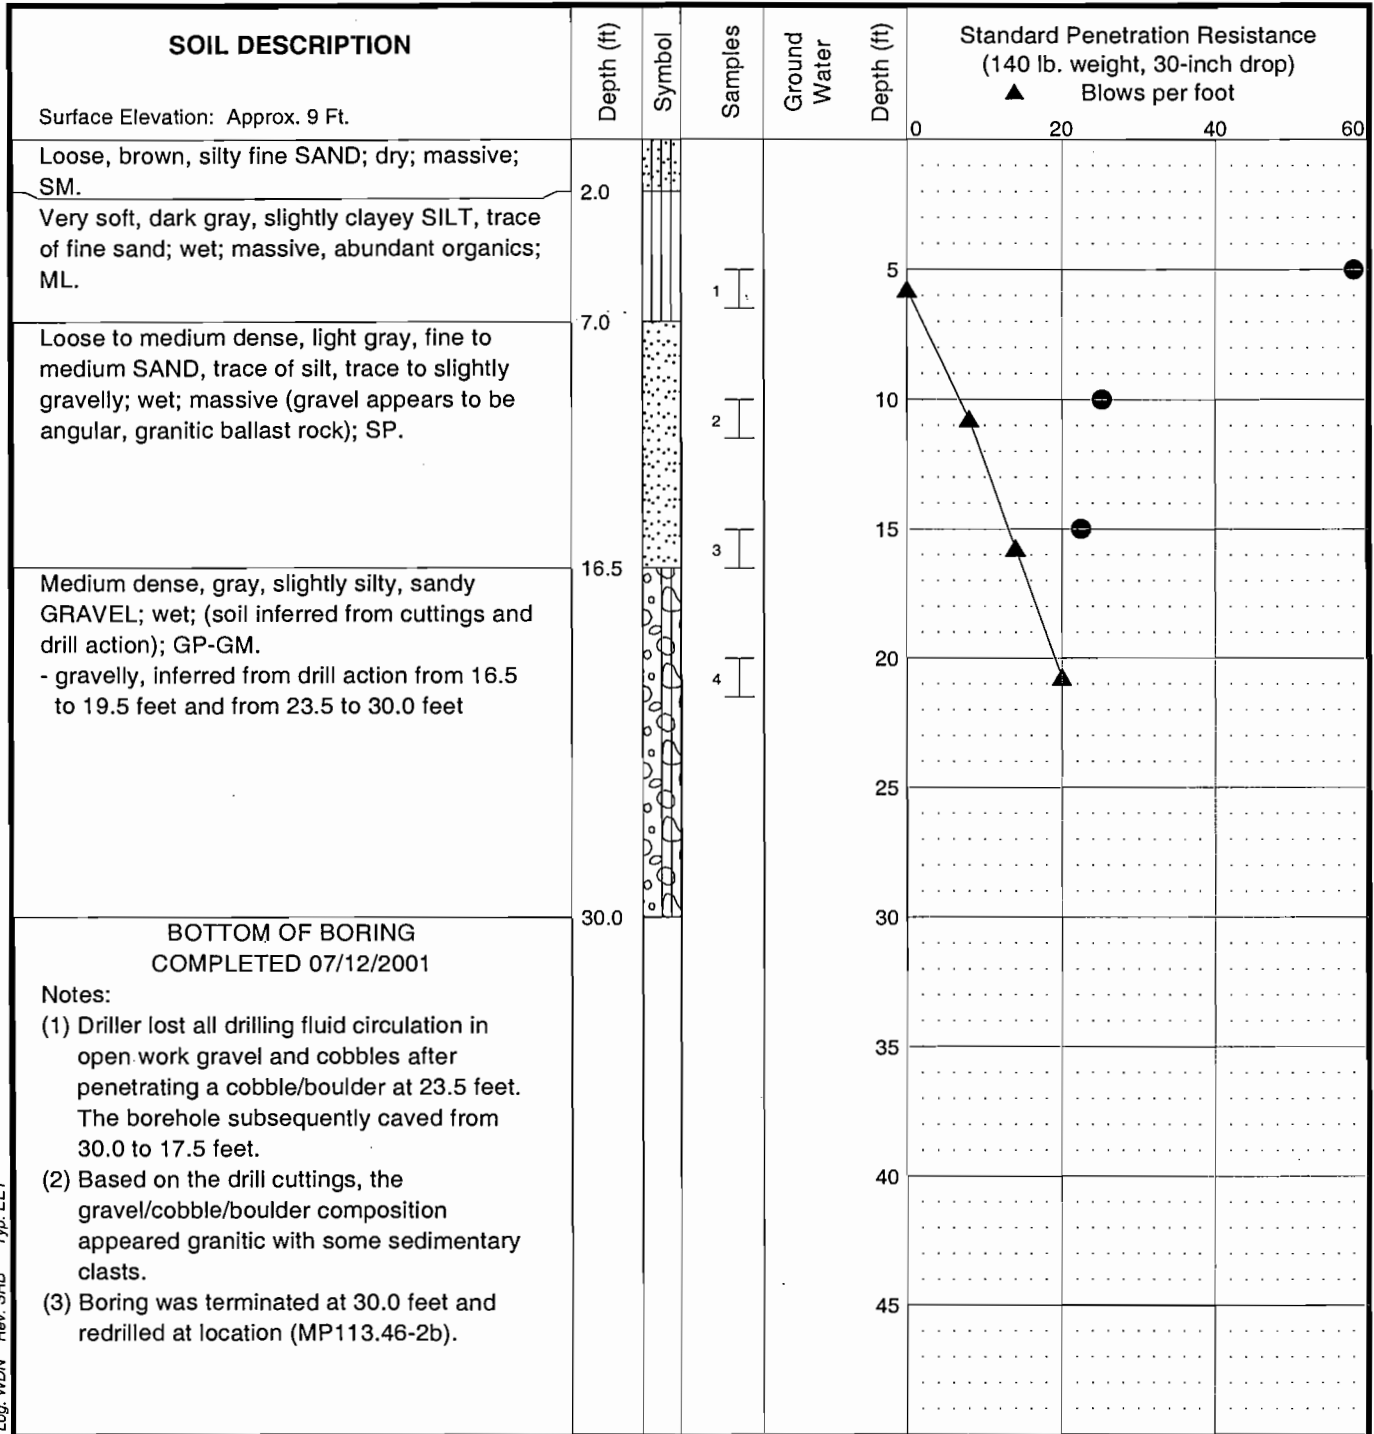 SOIL DESCRIPTION
Surface Elevation: Approx. 9 Ft.
Depth (ft)
Symbol
Samples
Ground
Water
Depth (ft)
Standard Penetration Resistance
(140 lb. weight, 30-inch drop)
▲ Blows per foot
0 20 40 60
Loose, brown, silty fine SAND; dry; massive;
SM.
2.0
Very soft, dark gray, slightly clayey SILT, trace
of fine sand; wet; massive, abundant organics;
ML.
7.0
Loose to medium dense, light gray, fine to
medium SAND, trace of silt, trace to slightly
gravelly; wet; massive (gravel appears to be
angular, granitic ballast rock); SP.
16.5
Medium dense, gray, slightly silty, sandy
GRAVEL; wet; (soil inferred from cuttings and
drill action); GP-GM.
- gravelly, inferred from drill action from 16.5
to 19.5 feet and from 23.5 to 30.0 feet
30.0
BOTTOM OF BORING
COMPLETED 07/12/2001
Notes:
(1) Driller lost all drilling fluid circulation in
open work gravel and cobbles after
penetrating a cobble/boulder at 23.5 feet.
The borehole subsequently caved from
30.0 to 17.5 feet.
(2) Based on the drill cuttings, the
gravel/cobble/boulder composition
appeared granitic with some sedimentary
clasts.
(3) Boring was terminated at 30.0 feet and
redrilled at location (MP113.46-2b).
1
2
3
4
5
10
15
20
25
30
35
40
45
Log: WDN